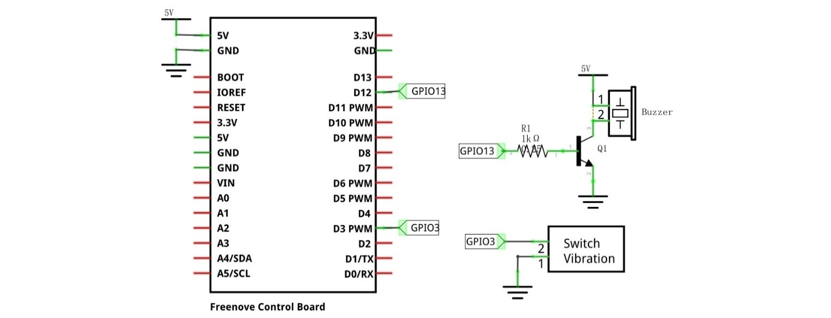 5V
5V
GND
BOOT
IOREF
RESET
3.3V
5V
GND
GND
VIN
A0
A1
A2
A3
A4/SDA
A5/SCL
3.3V
GND
D13
D12
D11 PWM
D10 PWM
D9 PWM
D8
D7
D6 PWM
D5 PWM
D4
D3 PWM
D2
D1/TX
D0/RX
GPIO13
GPIO3
Freenove Control Board
5V
1
2
Buzzer
R1
1k Ω
GPIO13
Q1
GPIO3
2
1
Switch
Vibration